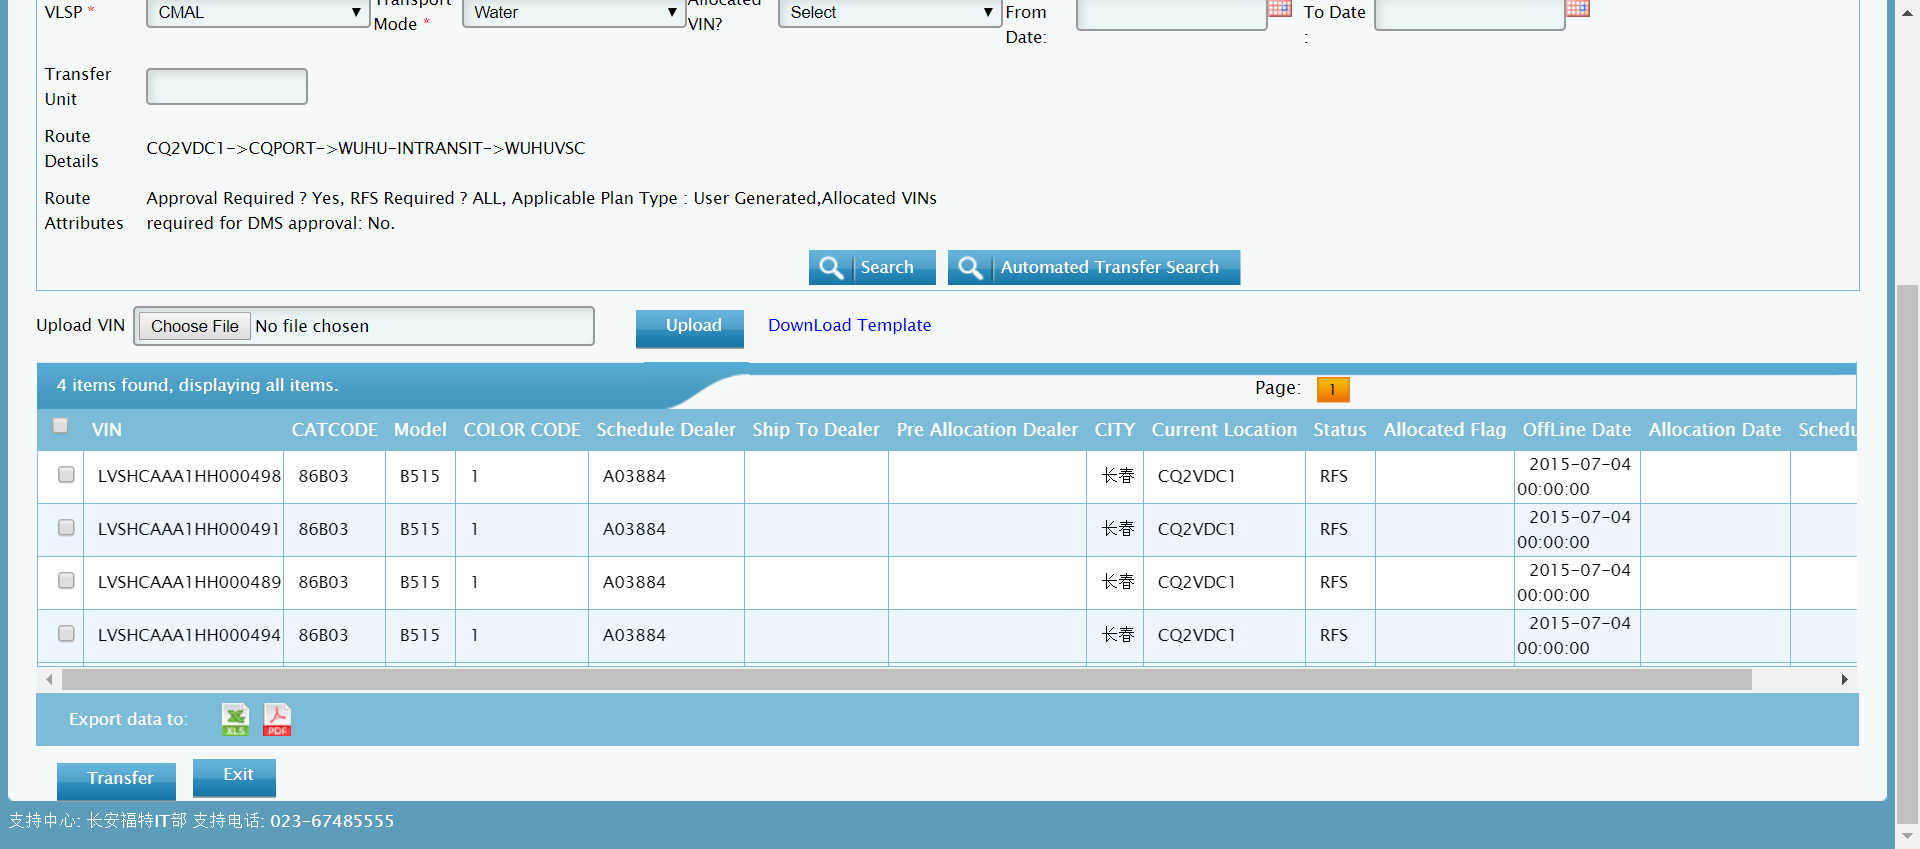 VLSP * CMAL Transport Mode * Water Allocated VIN? Select From Date: To Date :
Transfer Unit
Route Details CQ2VDC1->CQPORT->WUHU-INTRANSIT->WUHUVSC
Route Attributes Approval Required ? Yes, RFS Required ? ALL, Applicable Plan Type : User Generated,Allocated VINs
required for DMS approval: No.
Search Automated Transfer Search
Upload VIN Choose File No file chosen Upload DownLoad Template
4 items found, displaying all items. Page: 1
VIN CATCODE Model COLOR CODE Schedule Dealer Ship To Dealer Pre Allocation Dealer CITY Current Location Status Allocated Flag OffLine Date Allocation Date Schedu
LVSHCAAA1HH000498 86B03 B515 1 A03884 长春 CQ2VDC1 RFS 2015-07-04 00:00:00
LVSHCAAA1HH000491 86B03 B515 1 A03884 长春 CQ2VDC1 RFS 2015-07-04 00:00:00
LVSHCAAA1HH000489 86B03 B515 1 A03884 长春 CQ2VDC1 RFS 2015-07-04 00:00:00
LVSHCAAA1HH000494 86B03 B515 1 A03884 长春 CQ2VDC1 RFS 2015-07-04 00:00:00
Export data to: XLS PDF
Transfer Exit
支持中心: 长安福特IT部 支持电话: 023-67485555